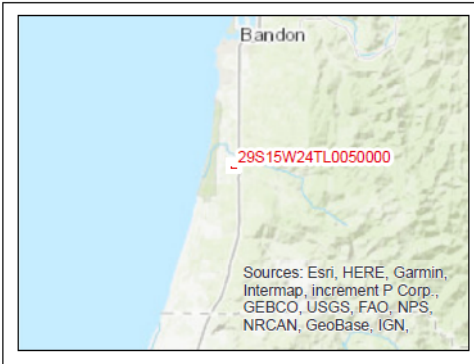 Bandon
29S15W24TL0050000
Sources: Esri, HERE, Garmin,
Intermap, increment P Corp.,
GEBCO, USGS, FAO, NPS,
NRCAN, GeoBase, IGN,